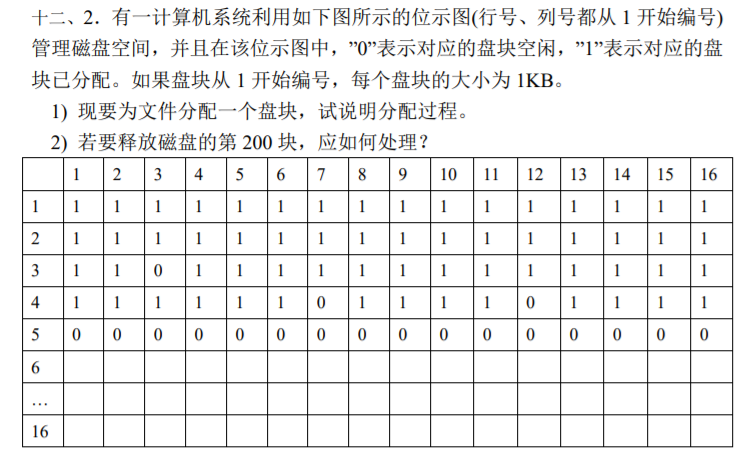 十二、2．有一计算机系统利用如下图所示的位示图(行号、列号都从 1 开始编号)
管理磁盘空间，并且在该位示图中，”0”表示对应的盘块空闲，”1”表示对应的盘
块已分配。如果盘块从 1 开始编号，每个盘块的大小为 1KB。
1) 现要为文件分配一个盘块，试说明分配过程。
2) 若要释放磁盘的第 200 块，应如何处理？
1 2 3 4 5 6 7 8 9 10 11 12 13 14 15 16
1 1 1 1 1 1 1 1 1 1 1 1 1 1 1 1 1
2 1 1 1 1 1 1 1 1 1 1 1 1 1 1 1 1
3 1 1 0 1 1 1 1 1 1 1 1 1 1 1 1 1
4 1 1 1 1 1 1 0 1 1 1 1 0 1 1 1 1
5 0 0 0 0 0 0 0 0 0 0 0 0 0 0 0 0
6
…
16